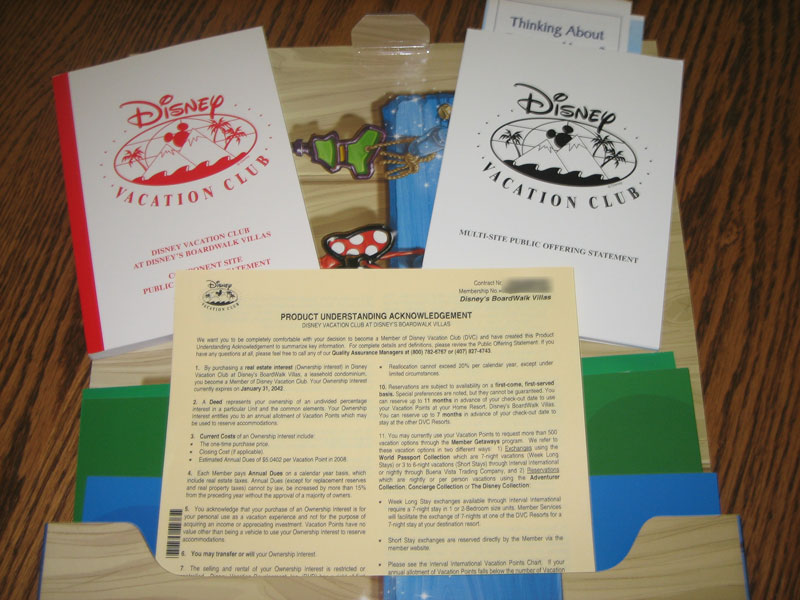 Thinking About
DISNEY
VACATION CLUB
DISNEY VACATION CLUB
AT DISNEY'S BOARDWALK VILLAS
COMPONENT SITE
PUBLIC STATEMENT
DISNEY
VACATION CLUB
MULTI-SITE PUBLIC OFFERING STATEMENT
DISNEY
VACATION CLUB
Contract No.
Membership No.
Disney's BoardWalk Villas
PRODUCT UNDERSTANDING ACKNOWLEDGEMENT
DISNEY VACATION CLUB AT DISNEY'S BOARDWALK VILLAS
We want you to be completely comfortable with your decision to become a Member of Disney Vacation Club (DVC) and have created this Product
Understanding Acknowledgement to summarize key information. For complete details and definitions, please review the Public Offering Statement. If
you have any questions at all, please feel free to call any of our Quality Assurance Managers at (800) 782-6757 or (407) 827-4743.
1. By purchasing a real estate interest (Ownership Interest) in Disney
Vacation Club at Disney's BoardWalk Villas, a leasehold condominium,
you become a Member of Disney Vacation Club. Your Ownership Interest
currently expires on January 31, 2042.
2. A Deed represents your ownership of an undivided percentage
interest in a particular Unit and the common elements. Your Ownership
Interest entitles you to an annual allotment of Vacation Points which may
be used to reserve accommodations.
3. Current Costs of an Ownership Interest include:
• The one-time purchase price.
• Closing Cost (if applicable).
• Estimated Annual Dues of $5.0402 per Vacation Point in 2008.
4. Each Member pays Annual Dues on a calendar year basis, which
include real estate taxes. Annual Dues (except for replacement reserves
and real property taxes) cannot by law, be increased by more than 15%
from the preceding year without the approval of a majority of owners.
5. You acknowledge that your purchase of an Ownership Interest is for
your personal use as a vacation experience and not for the purpose of
acquiring an income or appreciating investment. Vacation Points have no
value other than being a vehicle to use your Ownership Interest to reserve
accommodations.
6. You may transfer or will your Ownership Interest.
7. The selling and rental of your Ownership Interest is restricted or
• Reallocation cannot exceed 20% per calendar year, except under
limited circumstances
10. Reservations are subject to availability on a first-come, first-served
basis. Special preferences are noted, but they cannot be guaranteed. You
can reserve up to 11 months in advance of your check-out date to use
your Vacation Points at your Home Resort, Disney's BoardWalk Villas.
You can reserve up to 7 months in advance of your check-out date to
stay at the other DVC Resorts.
11. You may currently use your Vacation Points to request more than 500
vacation options through the Member Getaways program. We refer to
these vacation options in two different ways: 1) Exchanges using the
World Passport Collection which are 7-night vacations (Week Long
Stays) or 3 to 6-night vacations (Short Stays) through Interval International
or nightly through Buena Vista Trading Company; and 2) Reservations
which are nightly or per person vacations using the Adventurer
Collection, Concierge Collection or The Disney Collection.
• Week Long Stay exchanges available through Interval International
require a 7-night stay in 1 or 2-Bedroom size units. Member Services
will facilitate the exchange of 7-nights at one of the DVC Resorts for a
7-night stay at your destination resort.
• Short Stay exchanges are reserved directly by the Member via the
member website.
• Please see the Interval International Vacation Points Chart. If your
annual allotment of Vacation Points falls below the number of Vacation